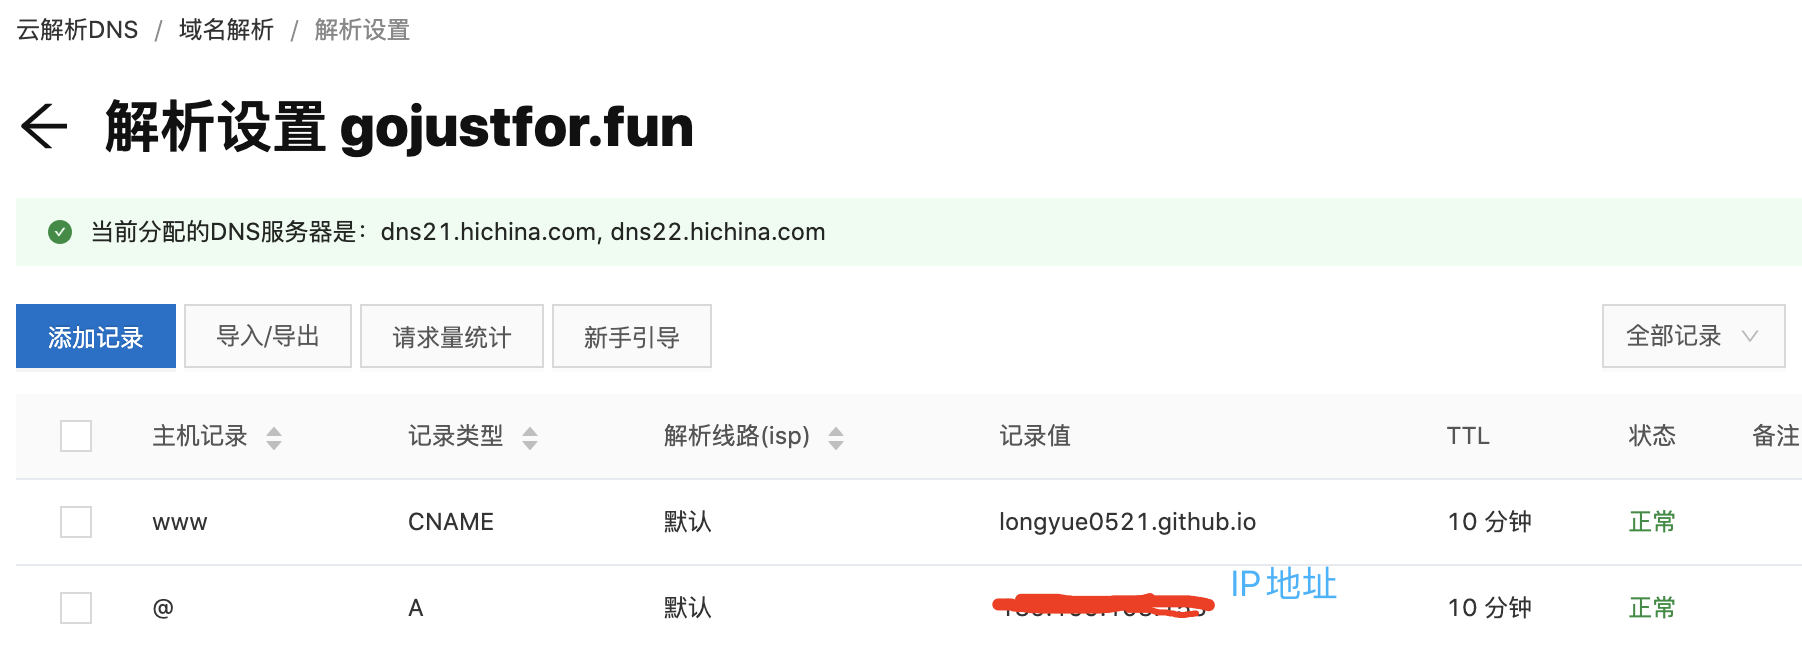 云解析DNS / 域名解析 / 解析设置
解析设置 gojustfor.fun
当前分配的DNS服务器是：dns21.hichina.com, dns22.hichina.com
添加记录 导入/导出 请求量统计 新手引导 全部记录
主机记录 记录类型 解析线路(isp) 记录值 TTL 状态 备注
www CNAME 默认 longyue0521.github.io 10 分钟 正常
IP地址
@ A 默认 10 分钟 正常